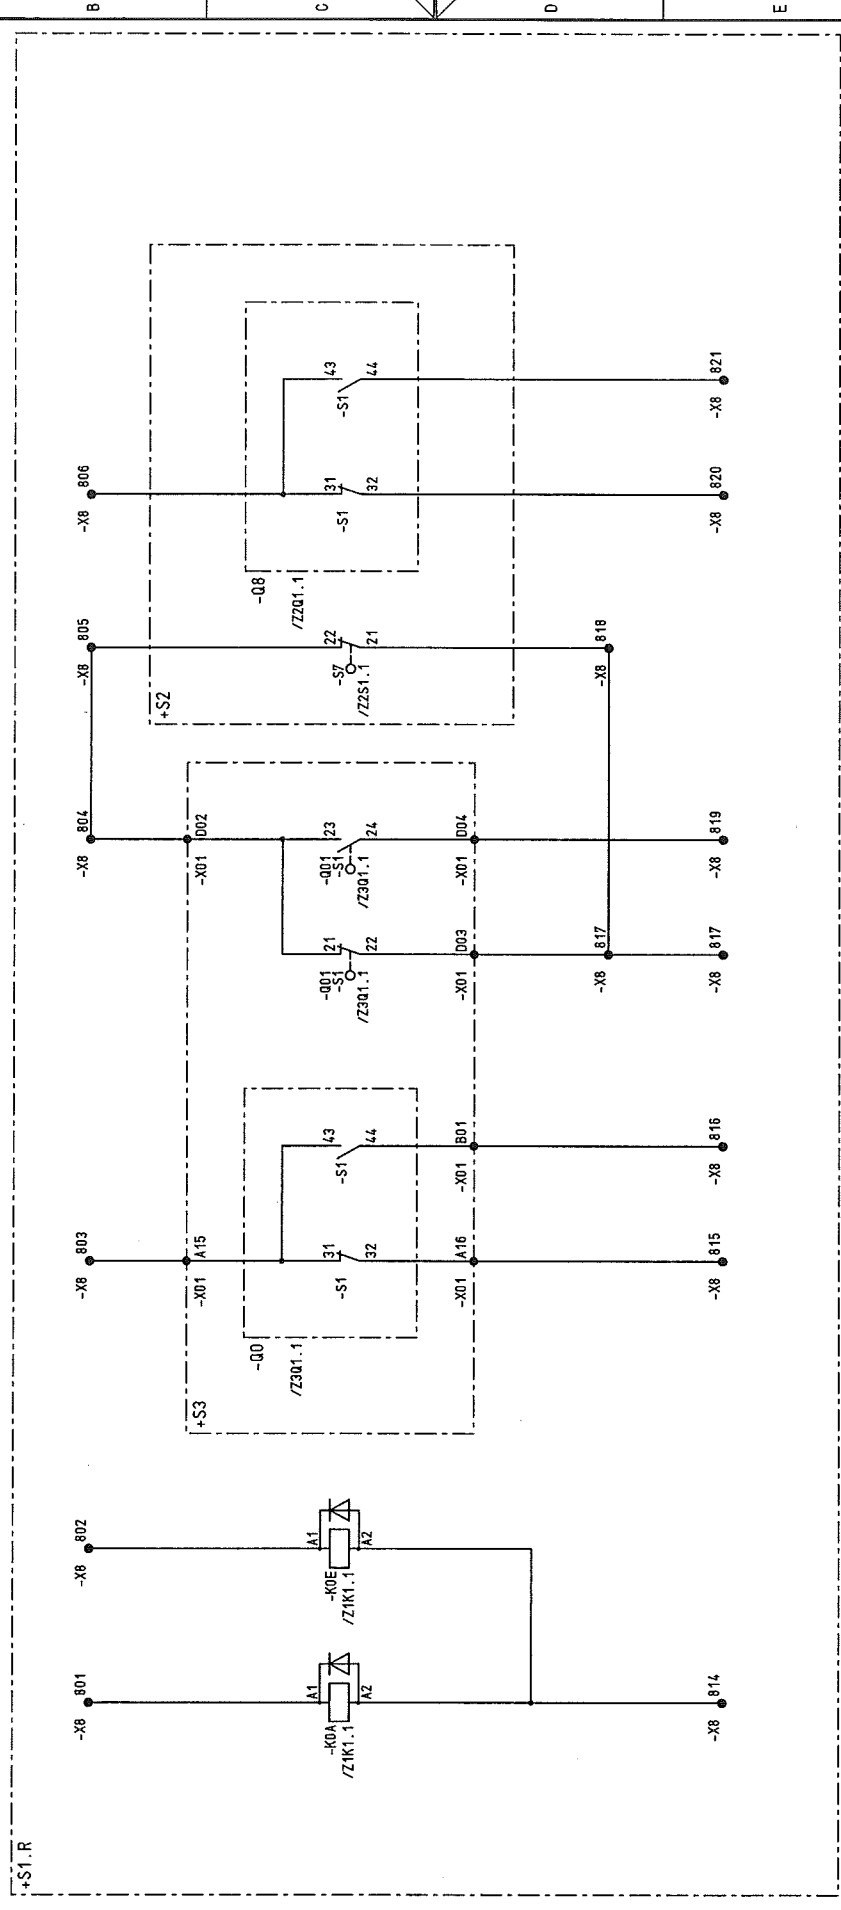 B
C
D
E
+S1.R
-X8 801
-X8 802
-X8 803
-X8 804
-X8 805
-X8 806
+S2
+S3
-X01 A15
-X01 D02
-Q0
/Z3Q1.1
-Q8
/Z2Q1.1
-K0A
/Z1K1.1
A1
A2
-K0E
/Z1K1.1
A1
A2
-S1
31
32
-S1
43
44
-Q01
-S1
/Z3Q1.1
21
22
-Q01
-S1
/Z3Q1.1
23
24
-S7
/Z2S1.1
22
21
-S1
31
32
-S1
43
44
-X01 A16
-X01 B01
-X01 D03
-X01 D04
-X8 817
-X8 818
-X8 814
-X8 815
-X8 816
-X8 817
-X8 819
-X8 820
-X8 821